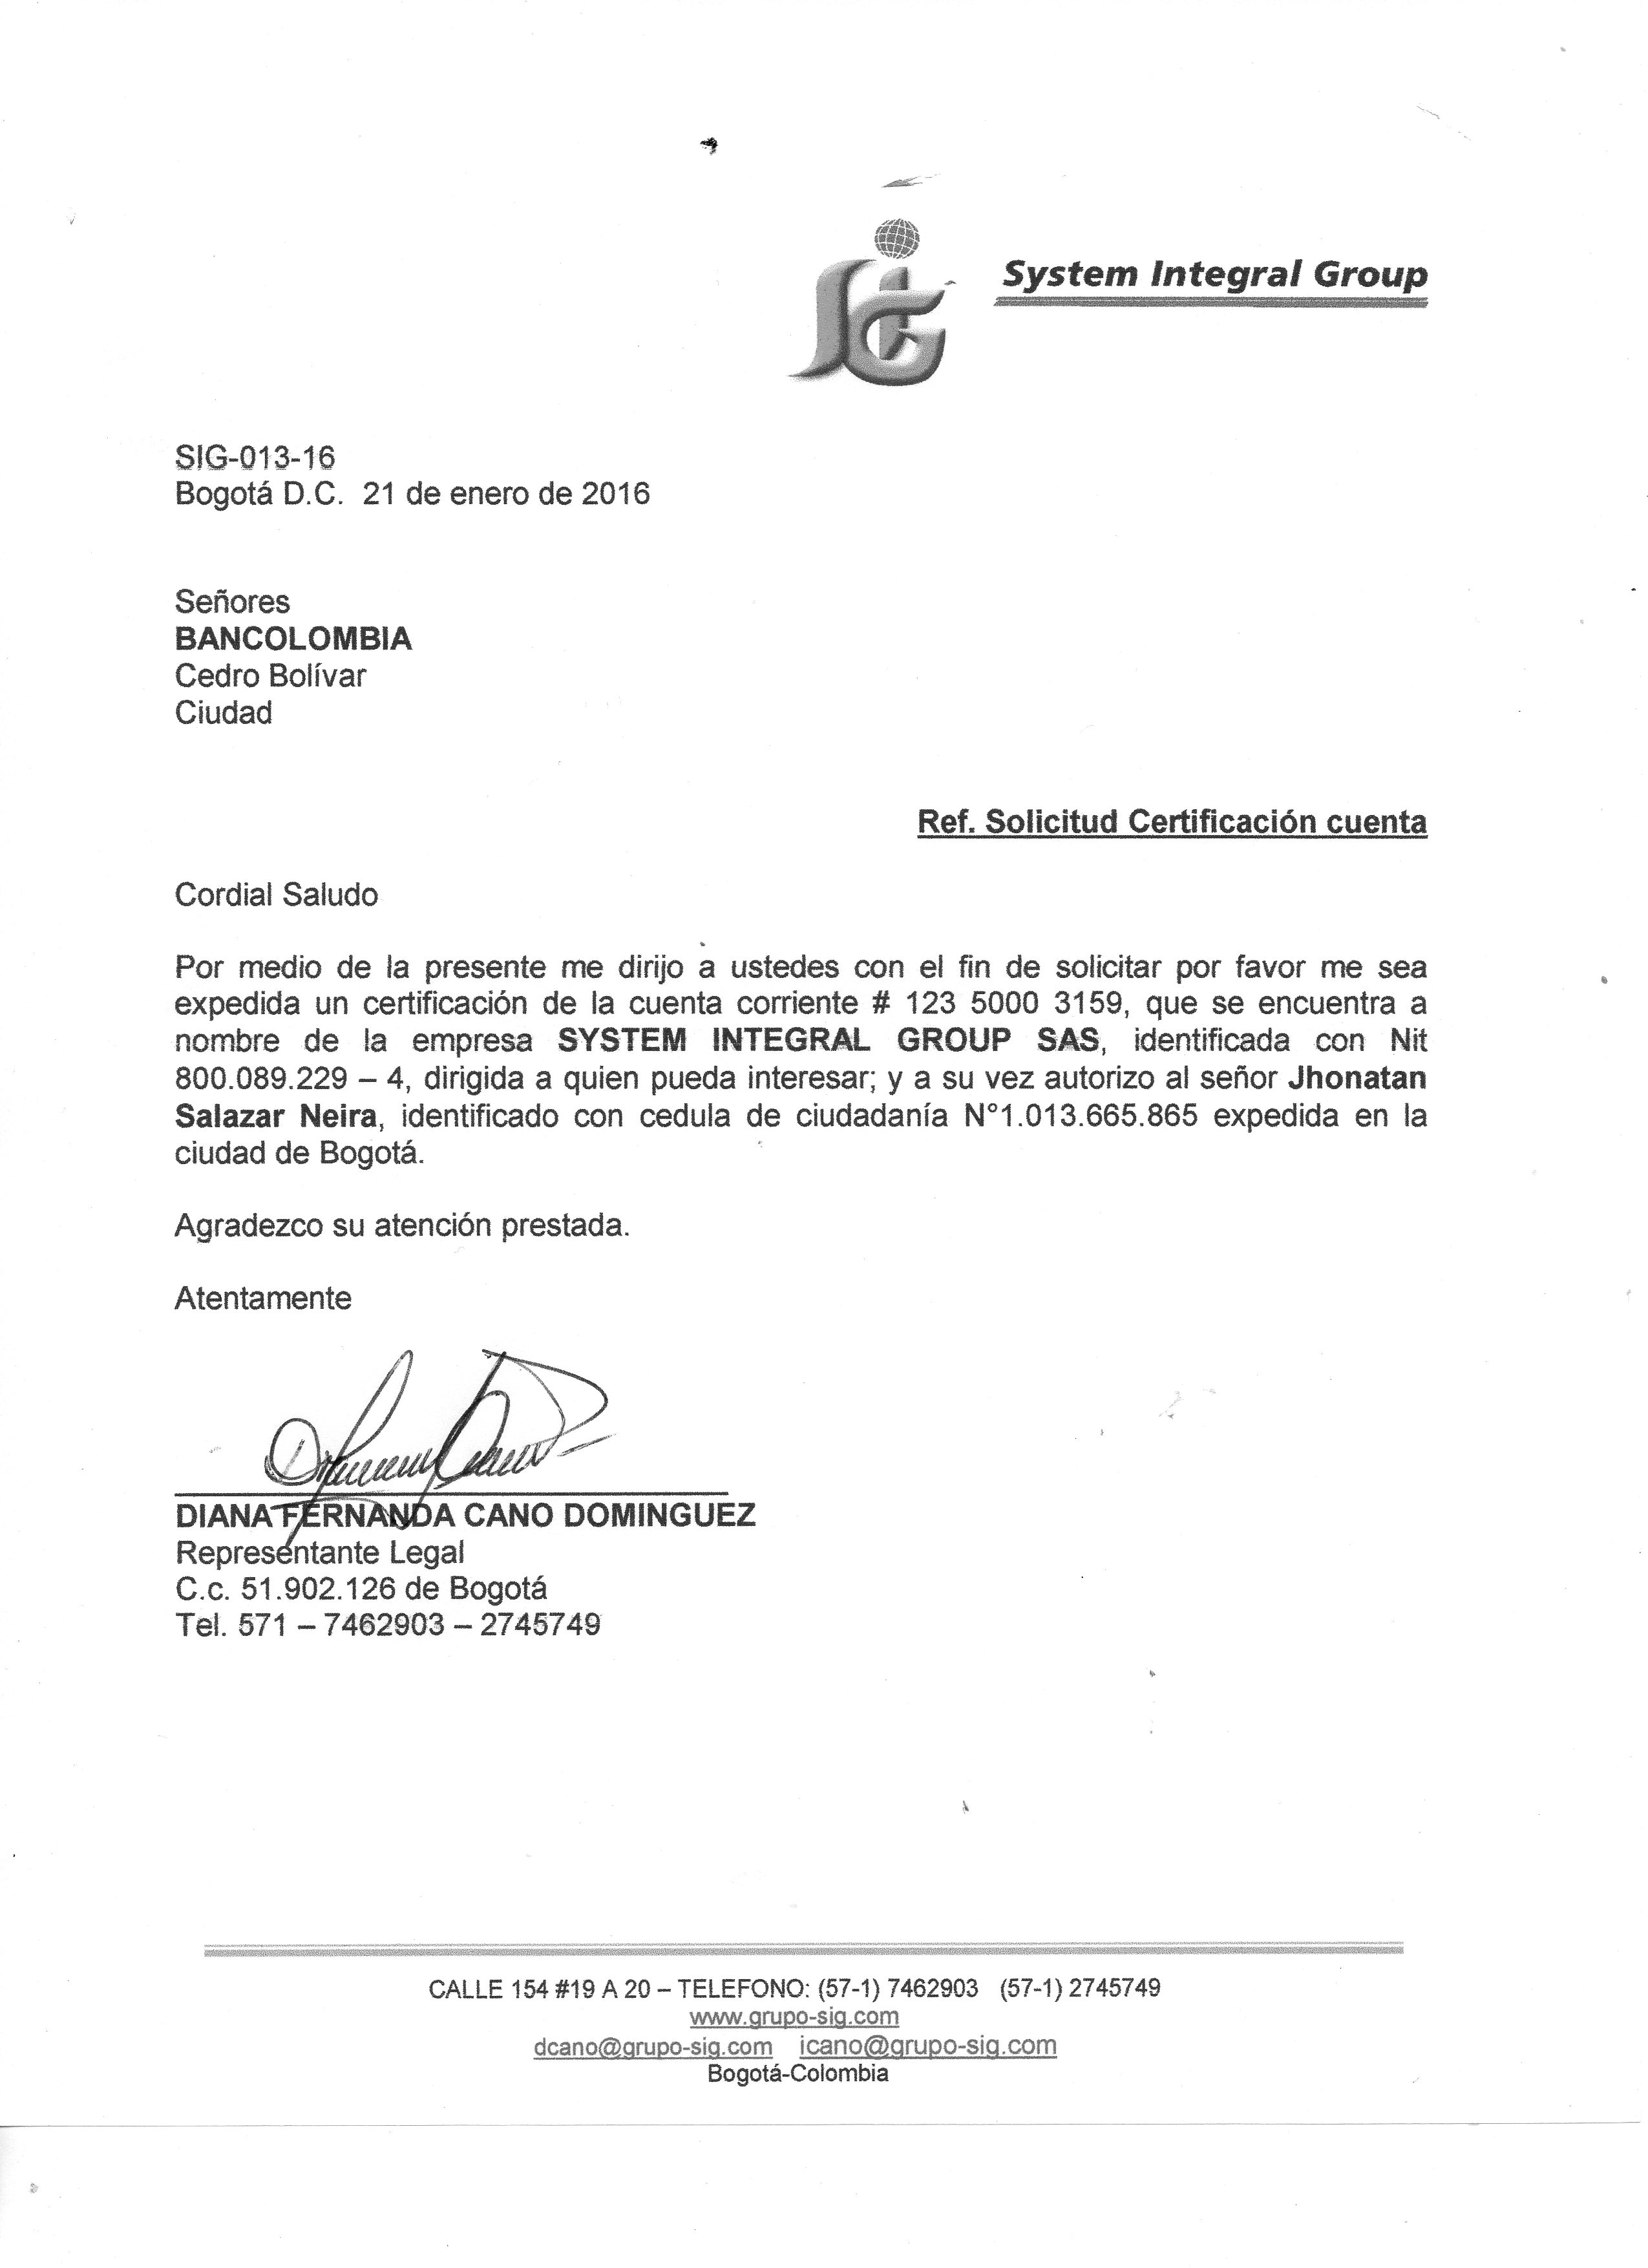 SiG
System Integral Group
SIG-013-16
Bogotá D.C. 21 de enero de 2016
Señores
BANCOLOMBIA
Cedro Bolívar
Ciudad
Ref. Solicitud Certificación cuenta
Cordial Saludo
Por medio de la presente me dirijo a ustedes con el fin de solicitar por favor me sea
expedida un certificación de la cuenta corriente # 123 5000 3159, que se encuentra a
nombre de la empresa SYSTEM INTEGRAL GROUP SAS, identificada con Nit
800.089.229 – 4, dirigida a quien pueda interesar; y a su vez autorizo al señor Jhonatan
Salazar Neira, identificado con cedula de ciudadanía N°1.013.665.865 expedida en la
ciudad de Bogotá.
Agradezco su atención prestada.
Atentamente
DIANA FERNANDA CANO DOMINGUEZ
Representante Legal
C.c. 51.902.126 de Bogotá
Tel. 571 – 7462903 – 2745749
CALLE 154 #19 A 20 – TELEFONO: (57-1) 7462903 (57-1) 2745749
www.grupo-sig.com
dcano@grupo-sig.com icano@grupo-sig.com
Bogotá-Colombia